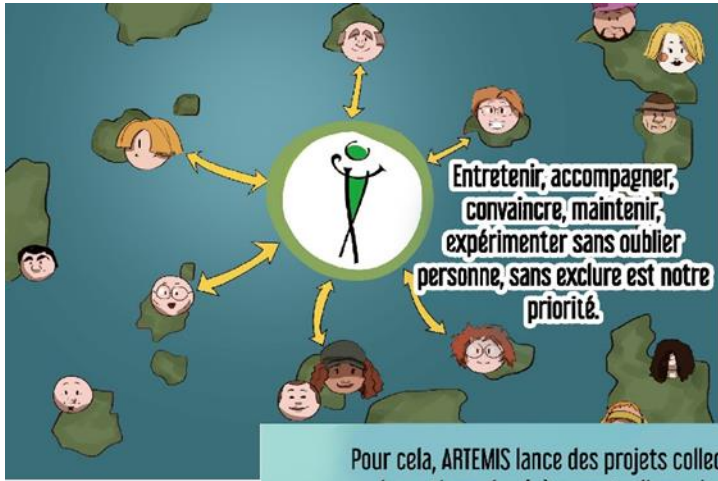 Entretenir, accompagner,
convaincre, maintenir,
expérimenter sans oublier
personne, sans exclure est notre
priorité.
Pour cela, ARTEMIS lance des projets collec